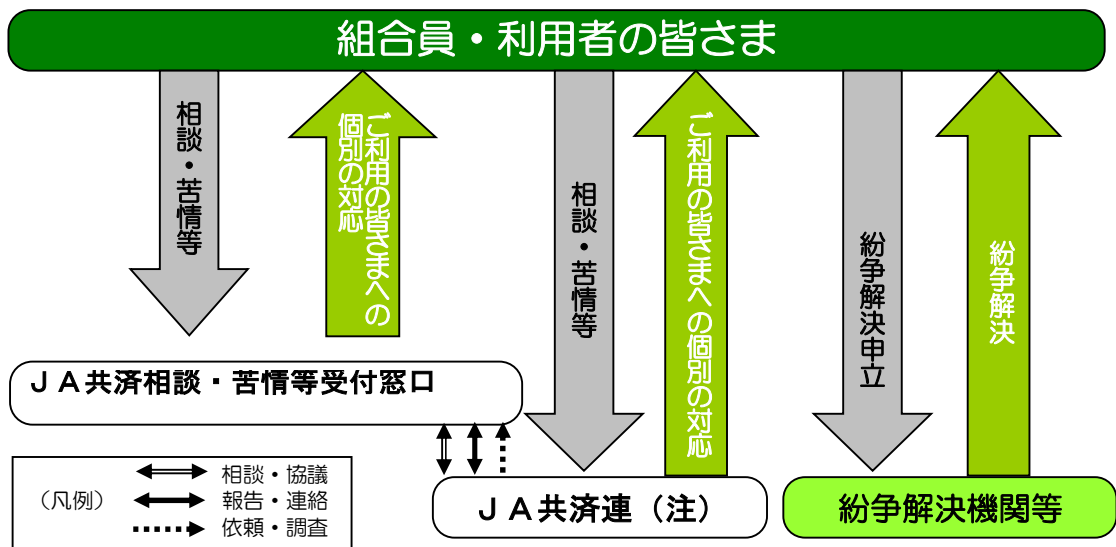 組合員・利用者の皆さま
相談・苦情等
ご利用の皆さまへの
個別の対応
相談・苦情等
ご利用の皆さまへ の個別の対応
紛争解決申立
紛争解決
ＪＡ共済相談・苦情等受付窓口
ＪＡ共済連（注）
紛争解決機関等
（凡例）
相談・協議
報告・連絡
依頼・調査